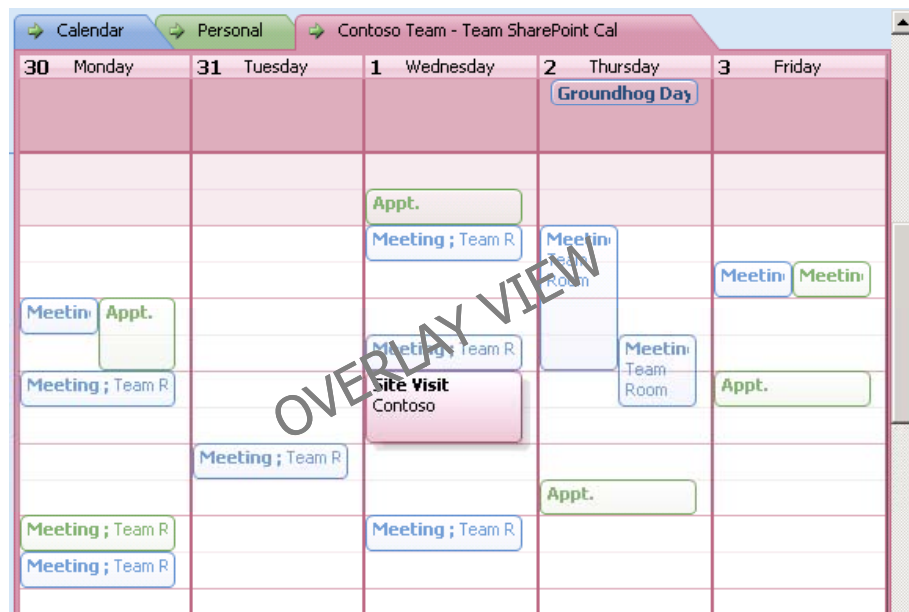 Calendar
Personal
Contoso Team - Team SharePoint Cal
30 Monday
31 Tuesday
1 Wednesday
2 Thursday
3 Friday
Groundhog Day
Appt.
Meeting ; Team R
Meetin
Team
Room
Meetin
Meetin
Meetin
Appt.
Meeting ; Team R
Meetin
Team
Room
Meeting ; Team R
Site Visit
Contoso
Appt.
OVERLAY VIEW
Meeting ; Team R
Appt.
Meeting ; Team R
Meeting ; Team R
Meeting ; Team R